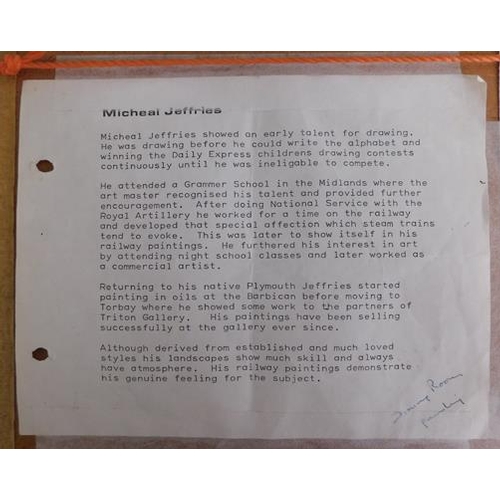 Micheal Jeffries
Micheal Jeffries showed an early talent for drawing.
He was drawing before he could write the alphabet and
winning the Daily Express childrens drawing contests
continuously until he was ineligable to compete.
He attended a Grammer School in the Midlands where the
art master recognised his talent and provided further
encouragement. After doing National Service with the
Royal Artillery he worked for a time on the railway
and developed that special affection which steam trains
tend to evoke. This was later to show itself in his
railway paintings. He furthered his interest in art
by attending night school classes and later worked as
a commercial artist.
Returning to his native Plymouth Jeffries started
painting in oils at the Barbican before moving to
Torbay where he showed some work to the partners of
Triton Gallery. His paintings have been selling
successfully at the gallery ever since.
Although derived from established and much loved
styles his landscapes show much skill and always
have atmosphere. His railway paintings demonstrate
his genuine feeling for the subject.
Room